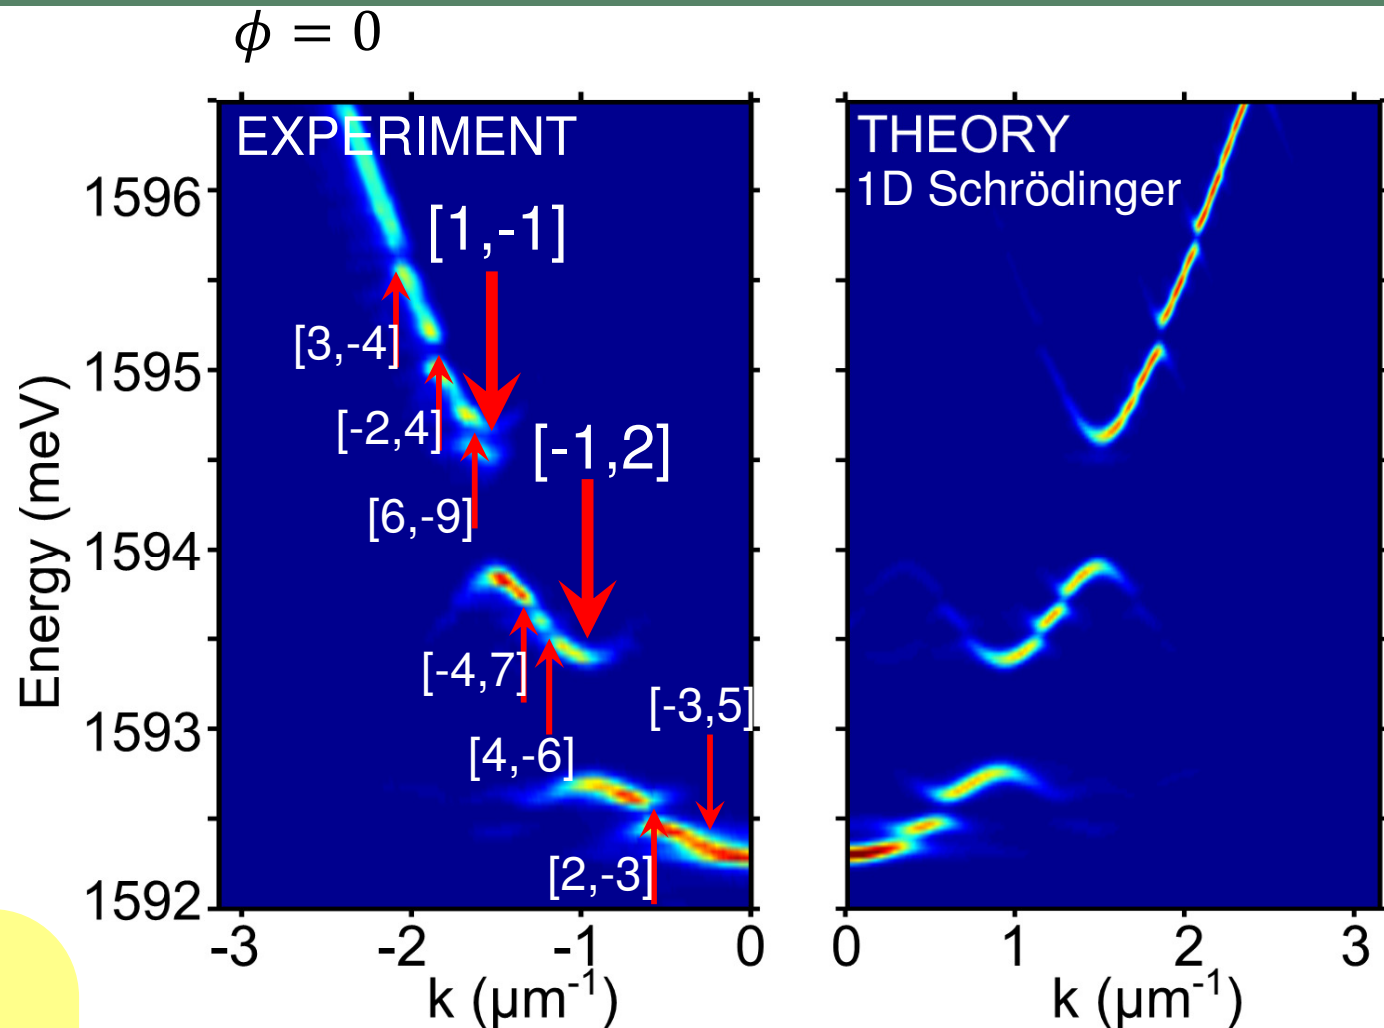 ϕ = 0
EXPERIMENT
[1,-1]
[3,-4]
[-2,4]
[-1,2]
[6,-9]
[-4,7]
[-3,5]
[4,-6]
[2,-3]
THEORY
1D Schrödinger
Energy (meV)
1596
1595
1594
1593
1592
-3 -2 -1 0
k (µm⁻¹)
0 1 2 3
k (µm⁻¹)